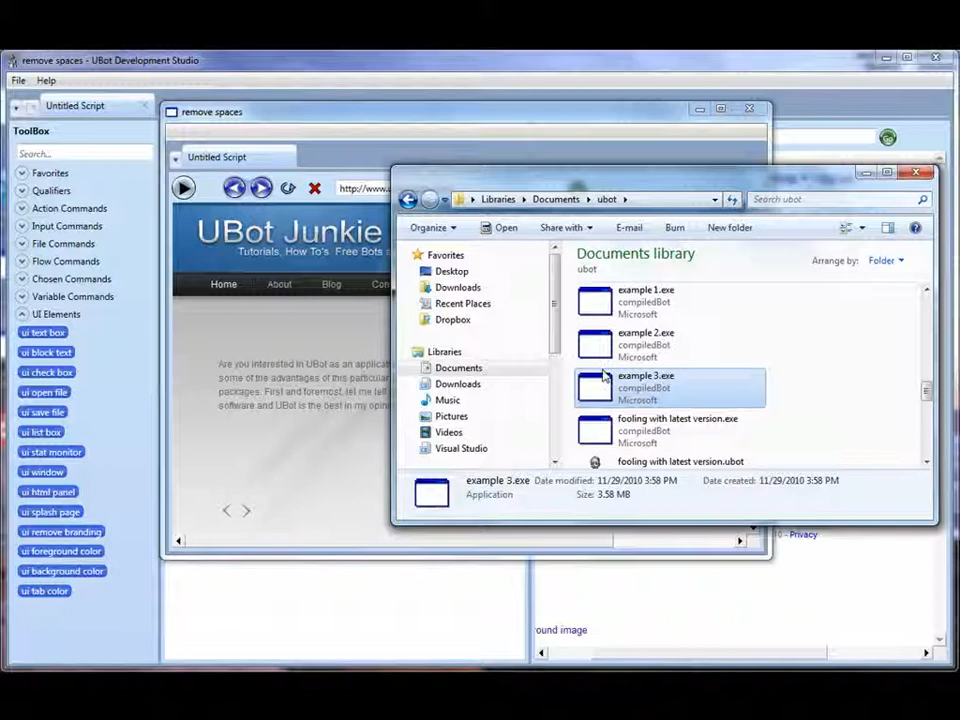 remove spaces - UBot Development Studio
File Help
Untitled Script
ToolBox
Search...
Favorites
Qualifiers
Action Commands
Input Commands
File Commands
Flow Commands
Chosen Commands
Variable Commands
UI Elements
ui text box
ui block text
ui check box
ui open file
ui save file
ui list box
ui stat monitor
ui window
ui html panel
ui splash page
ui remove branding
ui foreground color
ui background color
ui tab color
remove spaces
Untitled Script
http://www.
UBot Junkie
Tutorials, How To's Free Bots
Home About Blog
Are you interested in UBot as an
some of the advantages of this particular
packages. First and foremost, let me tell
software and UBot is the best in my
Libraries Documents ubot
Search ubot
Organize Open Share with E-mail Burn New folder
Favorites
Desktop
Downloads
Recent Places
Dropbox
Libraries
Documents
Downloads
Music
Pictures
Videos
Visual Studio
Documents library
ubot
Arrange by: Folder
example 1.exe
compiledBot
Microsoft
example 2.exe
compiledBot
Microsoft
example 3.exe
compiledBot
Microsoft
fooling with latest version.exe
compiledBot
Microsoft
fooling with latest version.ubot
example 3.exe Date modified: 11/29/2010 3:58 PM Date created: 11/29/2010 3:58 PM
Application Size: 3.58 MB
- Privacy
ound image